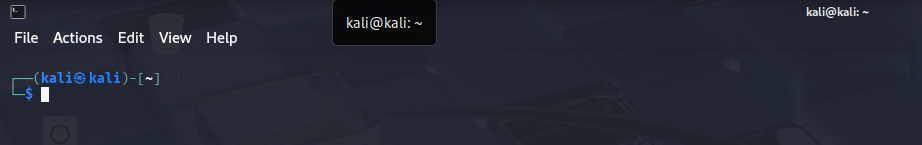 kali@kali: ~
kali@kali: ~
File Actions Edit View Help
┌──(kali㉿kali)-[~]
└─$